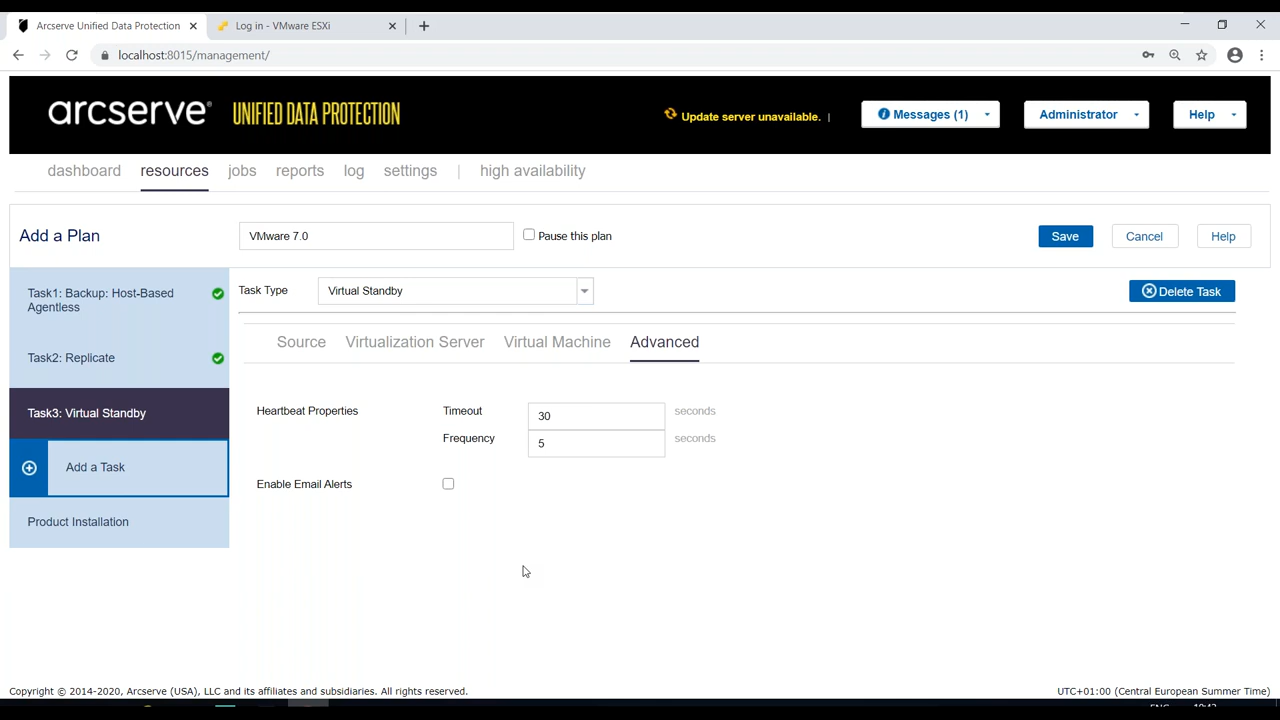 Arcserve Unified Data Protection
Log in - VMware ESXi
localhost:8015/management/
arcserve® UNIFIED DATA PROTECTION
Update server unavailable. |
Messages (1)
Administrator
Help
dashboard resources jobs reports log settings | high availability
Add a Plan
VMware 7.0
Pause this plan
Save
Cancel
Help
Task1: Backup: Host-Based
Agentless
Task2: Replicate
Task3: Virtual Standby
Add a Task
Product Installation
Task Type
Virtual Standby
Delete Task
Source Virtualization Server Virtual Machine Advanced
Heartbeat Properties Timeout 30 seconds
Frequency 5 seconds
Enable Email Alerts
Copyright © 2014-2020, Arcserve (USA), LLC and its affiliates and subsidiaries. All rights reserved.
UTC+01:00 (Central European Summer Time)